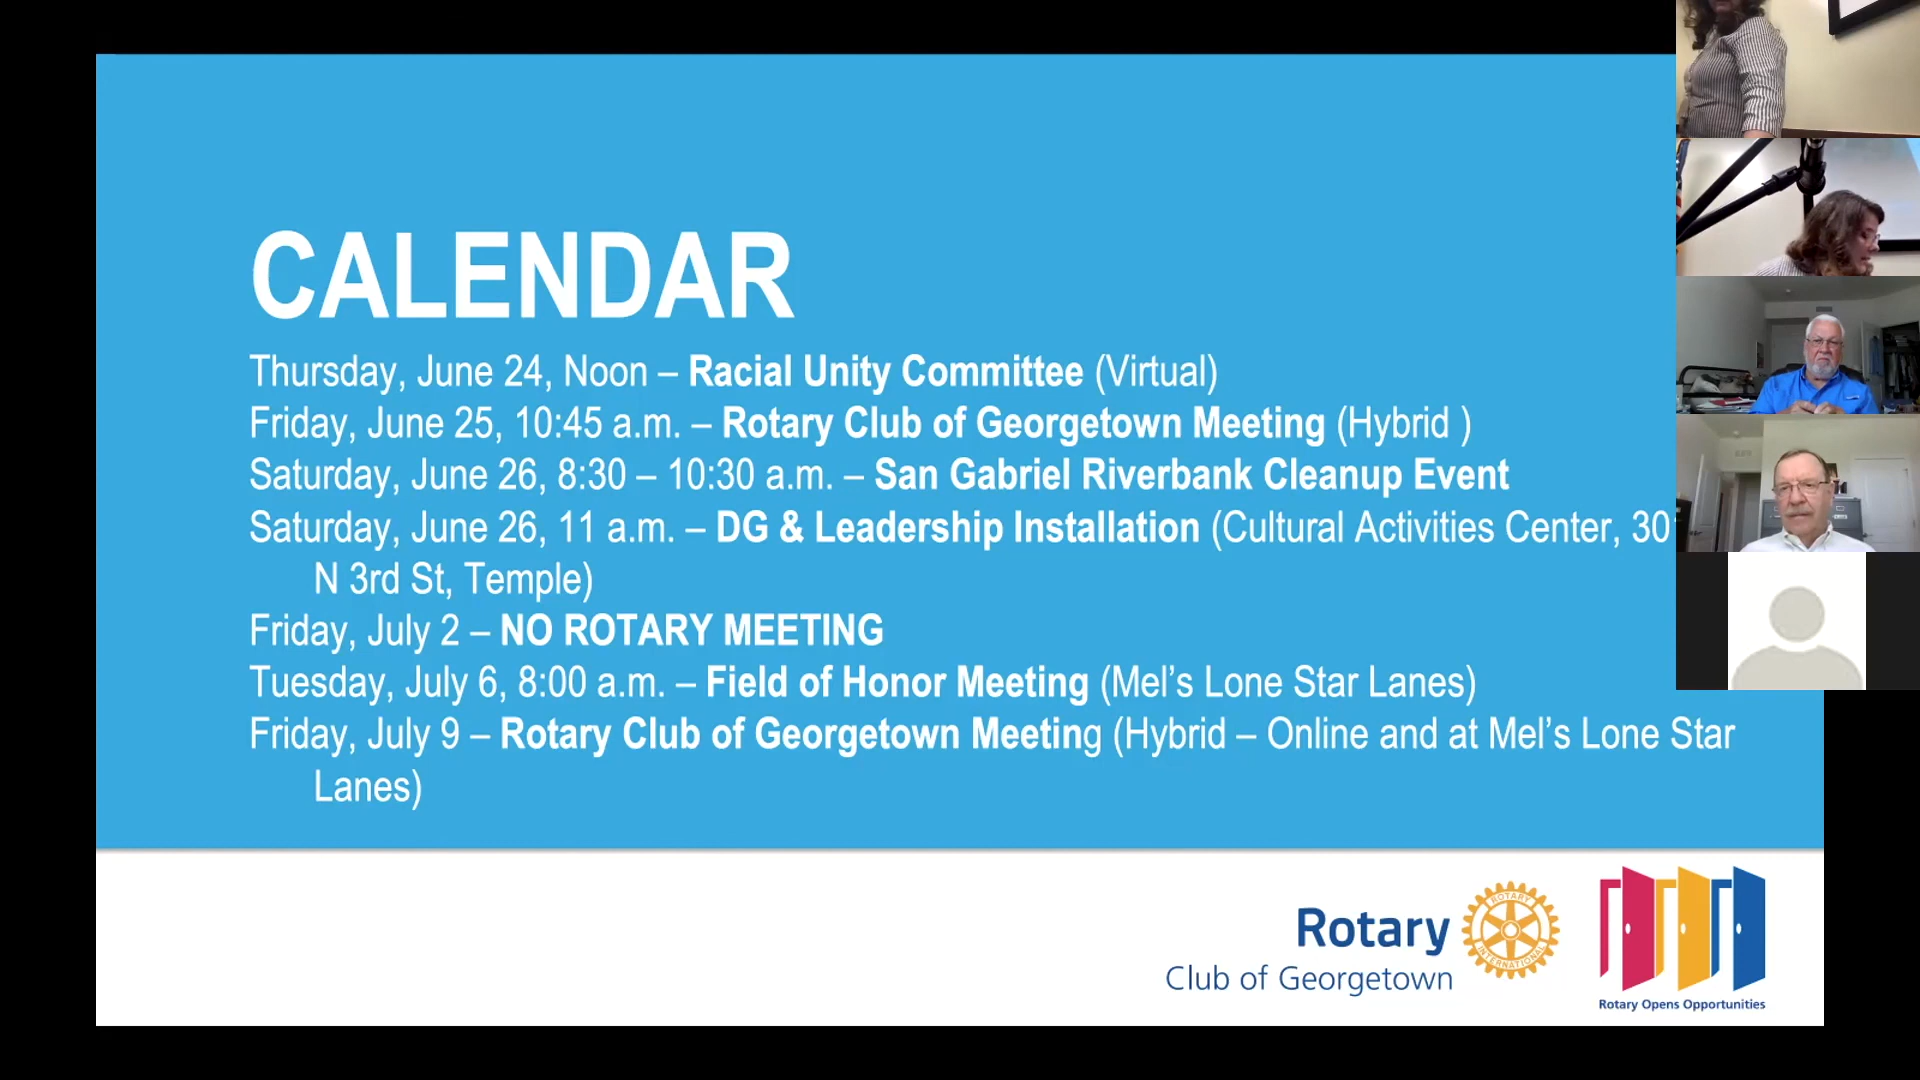 CALENDAR
Thursday, June 24, Noon – Racial Unity Committee (Virtual)
Friday, June 25, 10:45 a.m. – Rotary Club of Georgetown Meeting (Hybrid )
Saturday, June 26, 8:30 – 10:30 a.m. – San Gabriel Riverbank Cleanup Event
Saturday, June 26, 11 a.m. – DG & Leadership Installation (Cultural Activities Center,
N 3rd St, Temple)
Friday, July 2 – NO ROTARY MEETING
Tuesday, July 6, 8:00 a.m. – Field of Honor Meeting (Mel’s Lone Star Lanes)
Friday, July 9 – Rotary Club of Georgetown Meeting (Hybrid – Online and at Mel’s Lone Star
Lanes)
Rotary
Club of Georgetown
ROTARY
INTERNATIONAL
Rotary Opens Opportunities